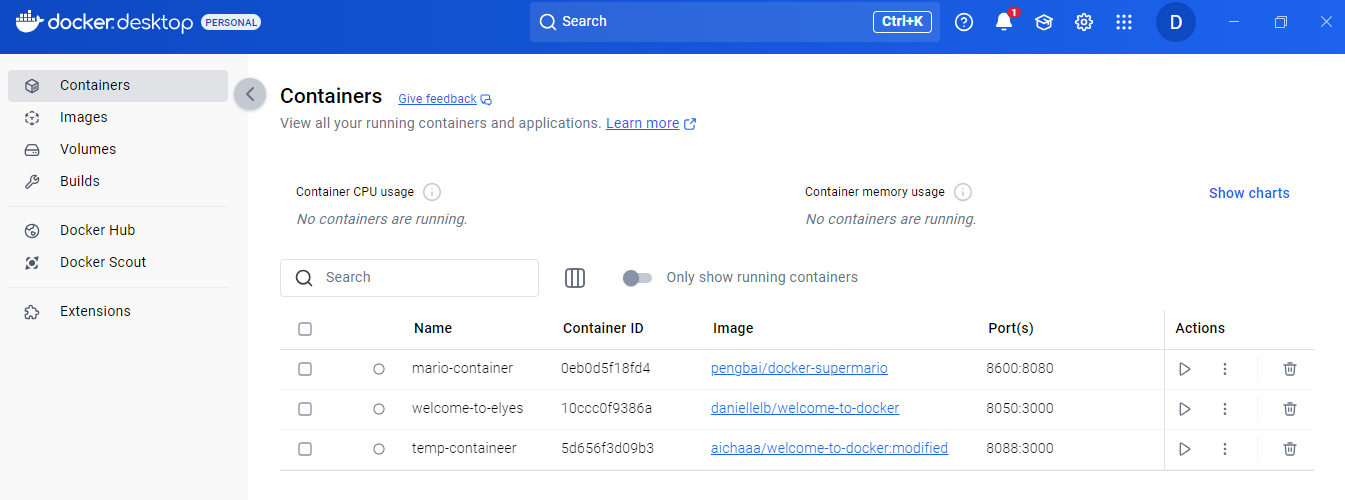 docker.desktop PERSONAL Search Ctrl+K 1 D
Containers
Images
Volumes
Builds
Docker Hub
Docker Scout
Extensions
Containers Give feedback
View all your running containers and applications. Learn more
Container CPU usage Container memory usage Show charts
No containers are running. No containers are running.
Search Only show running containers
Name Container ID Image Port(s) Actions
mario-container 0eb0d5f18fd4 pengbai/docker-supermario 8600:8080
welcome-to-elyes 10ccc0f9386a daniellelb/welcome-to-docker 8050:3000
temp-containeer 5d656f3d09b3 aichaaa/welcome-to-docker:modified 8088:3000